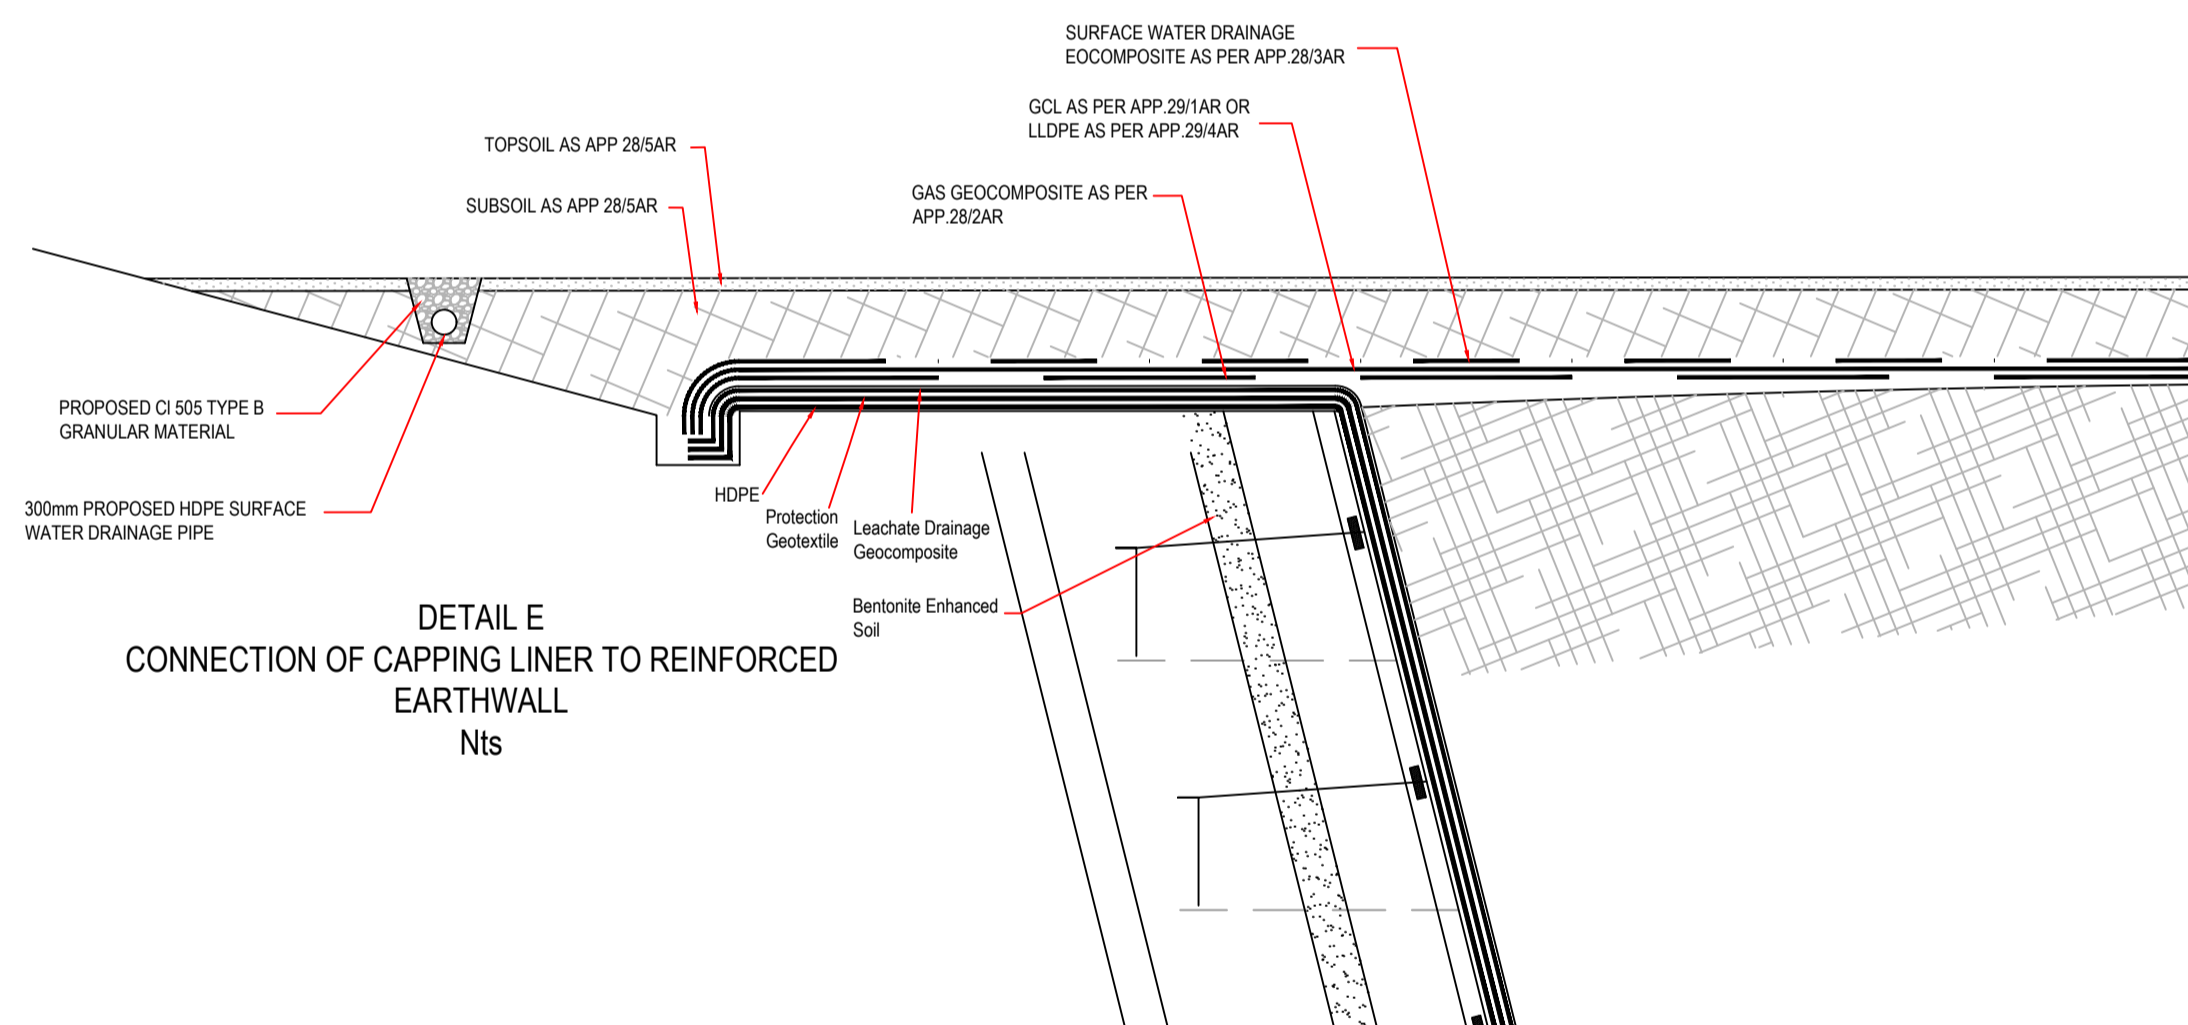 SURFACE WATER DRAINAGE
EOCOMPOSITE AS PER APP.28/3AR
GCL AS PER APP.29/1AR OR
LLDPE AS PER APP.29/4AR
TOPSOIL AS APP 28/5AR
GAS GEOCOMPOSITE AS PER
APP.28/2AR
SUBSOIL AS APP 28/5AR
PROPOSED Cl 505 TYPE B
GRANULAR MATERIAL
300mm PROPOSED HDPE SURFACE
WATER DRAINAGE PIPE
HDPE
Protection
Geotextile
Leachate Drainage
Geocomposite
Bentonite Enhanced
Soil
DETAIL E
CONNECTION OF CAPPING LINER TO REINFORCED
EARTHWALL
Nts